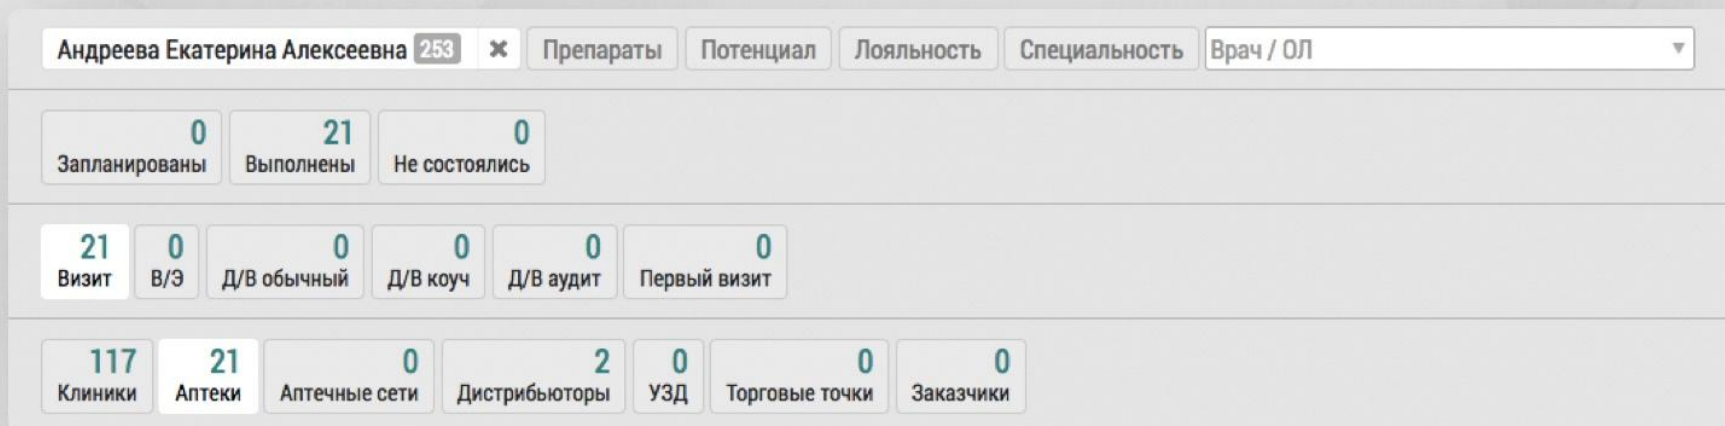 Андреева Екатерина Алексеевна 253 ✖ Препараты Потенциал Лояльность Специальность Врач / ОЛ
0 21 0
Запланированы Выполнены Не состоялись
21 0 0 0 0 0
Визит В/Э Д/В обычный Д/В коуч Д/В аудит Первый визит
117 21 0 2 0 0 0
Клиники Аптеки Аптечные сети Дистрибьюторы УЗД Торговые точки Заказчики